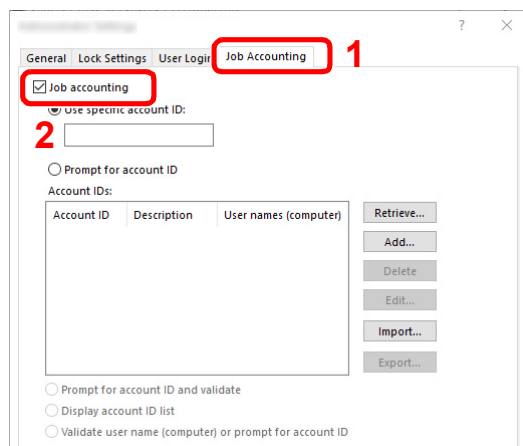 ?
General Lock Settings User Login Job Accounting 1
Job accounting
Use specific account ID:
2
Prompt for account ID
Account IDs:
Account ID Description User names (computer) Retrieve...
Add...
Delete
Edit...
Import...
Export...
Prompt for account ID and validate
Display account ID list
Validate user name (computer) or prompt for account ID